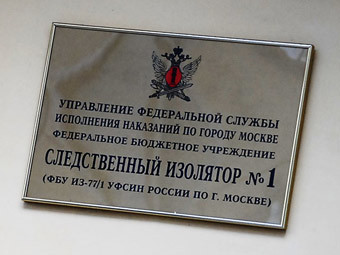 УПРАВЛЕНИЕ ФЕДЕРАЛЬНОЙ СЛУЖБЫ
ИСПОЛНЕНИЯ НАКАЗАНИЙ ПО ГОРОДУ МОСКВЕ
ФЕДЕРАЛЬНОЕ БЮДЖЕТНОЕ УЧРЕЖДЕНИЕ
СЛЕДСТВЕННЫЙ ИЗОЛЯТОР №1
(ФБУ ИЗ-77/1 УФСИН РОССИИ ПО Г. МОСКВЕ)